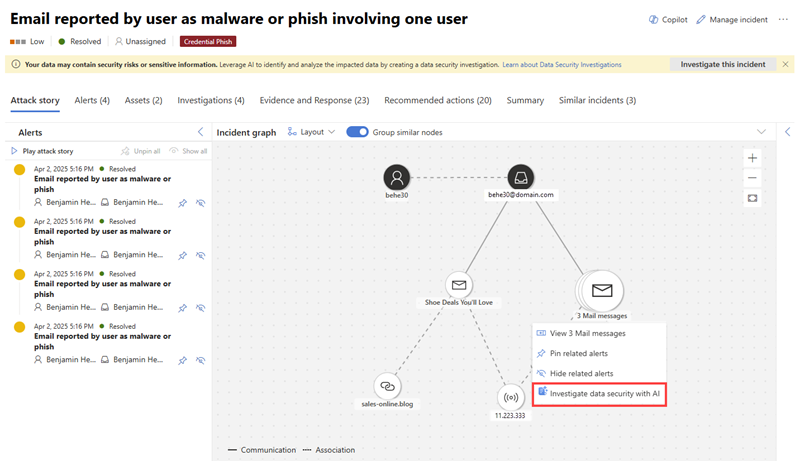 Email reported by user as malware or phish involving one user
Copilot
Manage incident
Low
Resolved
Unassigned
Credential Phish
Your data may contain security risks or sensitive information. Leverage AI to identify and analyze the impacted data by creating a data security investigation. Learn about Data Security Investigations
Investigate this incident
Attack story
Alerts (4)
Assets (2)
Investigations (4)
Evidence and Response (23)
Recommended actions (20)
Summary
Similar incidents (3)
Alerts
Play attack story
Unpin all
Show all
Apr 2, 2025 5:16 PM
Resolved
Email reported by user as malware or
phish
Benjamin He...
Benjamin He...
Apr 2, 2025 5:16 PM
Resolved
Email reported by user as malware or
phish
Benjamin He...
Benjamin He...
Apr 2, 2025 5:16 PM
Resolved
Email reported by user as malware or
phish
Benjamin He...
Benjamin He...
Apr 2, 2025 5:16 PM
Resolved
Email reported by user as malware or
phish
Benjamin He...
Benjamin He...
Incident graph
Layout
Group similar nodes
behe30
behe30@domain.com
Shoe Deals You'll Love
3 Mail messages
View 3 Mail messages
Pin related alerts
Hide related alerts
Investigate data security with AI
sales-online.blog
11.223.333
Communication
Association